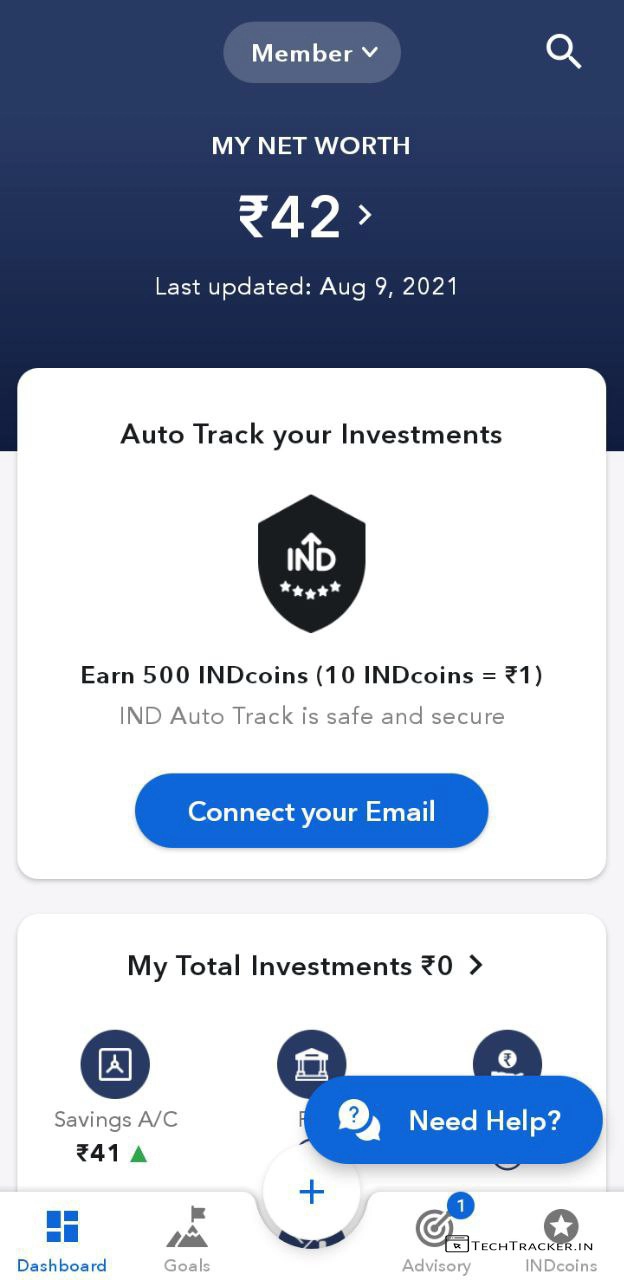 Member
MY NET WORTH
₹42
Last updated: Aug 9, 2021
Auto Track your Investments
IND
Earn 500 INDcoins (10 INDcoins = ₹1)
IND Auto Track is safe and secure
Connect your Email
My Total Investments ₹0
Savings A/C
₹41
Need Help?
1
TECHTRACKER.IN
Dashboard
Goals
Advisory
INDcoins